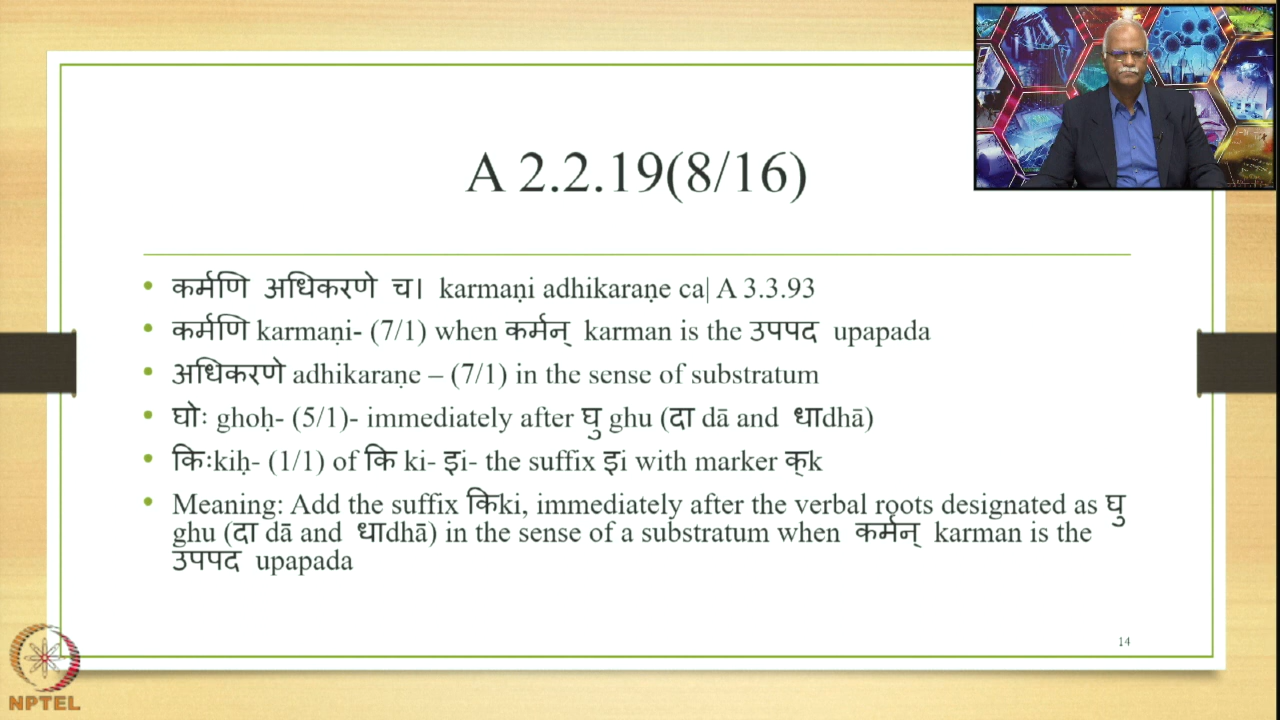 A 2.2.19(8/16)
• कर्मणि अधिकरणे च। karmaṇi adhikaraṇe ca| A 3.3.93
• कर्मणि karmaṇi- (7/1) when कर्मन् karman is the उपपद upapada
• अधिकरणे adhikaraṇe – (7/1) in the sense of substratum
• घोः ghoḥ- (5/1)- immediately after घु ghu (दा dā and धाdhā)
• किःkiḥ- (1/1) of कि ki- इi- the suffix इi with marker क्k
• Meaning: Add the suffix किki, immediately after the verbal roots designated as घु
ghu (दा dā and धाdhā) in the sense of a substratum when कर्मन् karman is the
उपपद upapada
14
NPTEL